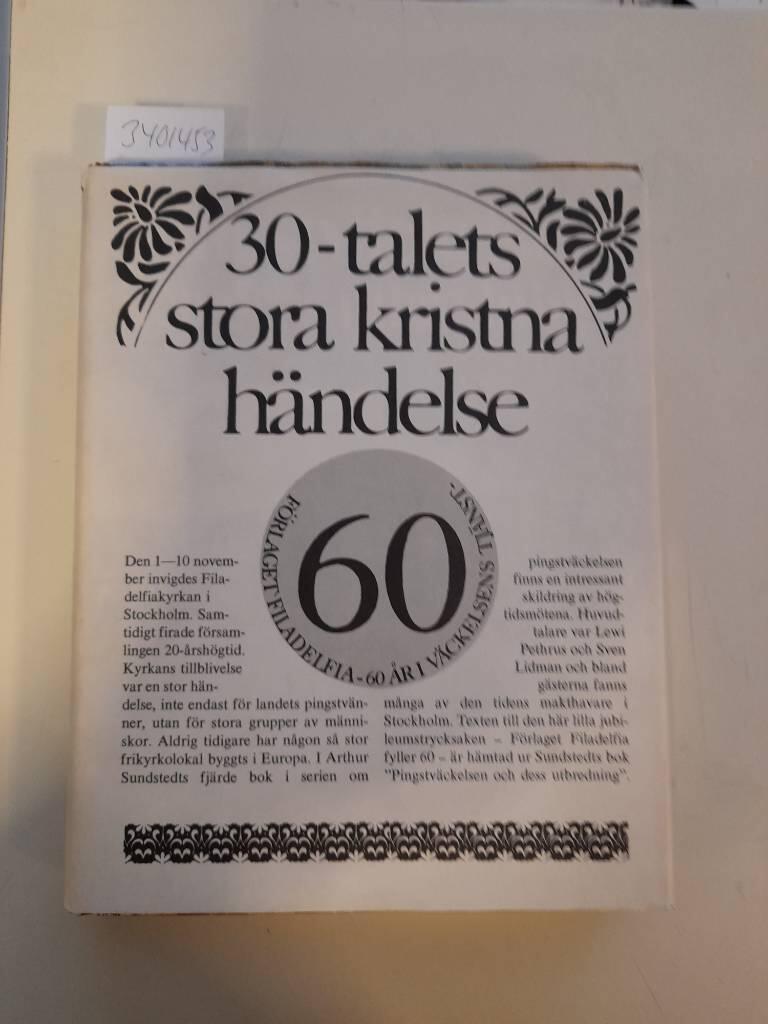 3401453
30-talets
stora kristna
händelse
FÖRLAGET FILADELFIA - 60 ÅR I VÄCKELSENS TJÄNST -
60
Den 1—10 novem-
ber invigdes Fila-
delfiakyrkan i
Stockholm. Sam-
tidigt firade försam-
lingen 20-årshögtid.
Kyrkans tillblivelse
var en stor hän-
delse, inte endast för landets pingstvän-
ner, utan för stora grupper av männi-
skor. Aldrig tidigare har någon så stor
frikyrkolokal byggts i Europa. I Arthur
Sundstedts fjärde bok i serien om
pingstväckelsen
finns en intressant
skildring av hög-
tidsmötena. Huvud-
talare var Lewi
Pethrus och Sven
Lidman och bland
gästerna fanns
många av den tidens makthavare i
Stockholm. Texten till den här lilla jubi-
leumstrycksaken – Förlaget Filadelfia
fyller 60 – är hämtad ur Sundstedts bok
"Pingstväckelsen och dess utbredning".